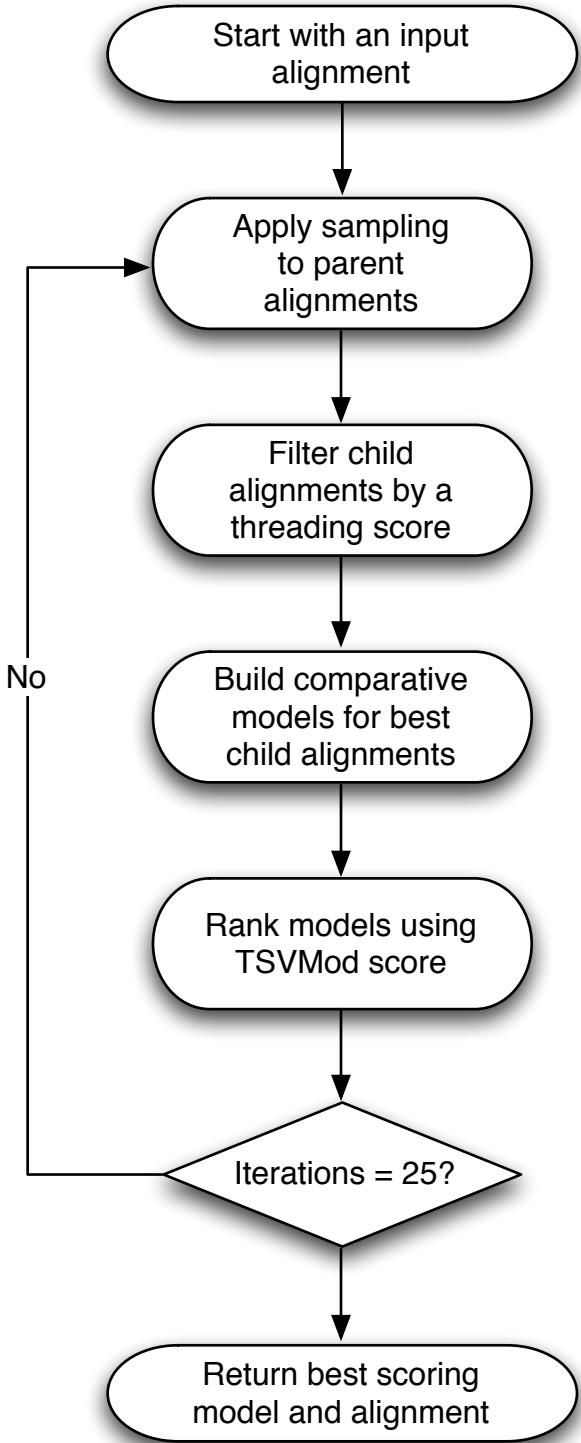 Start with an input
alignment
Apply sampling
to parent
alignments
Filter child
alignments by a
threading score
No
Build comparative
models for best
child alignments
Rank models using
TSVMod score
Iterations = 25?
Return best scoring
model and alignment